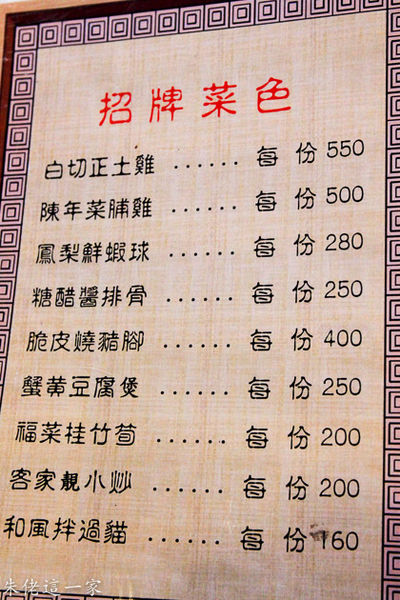 招牌菜色
白切正土雞 ...... 每 份 550
陳年菜脯雞 ...... 每 份 500
鳳梨鮮蝦球 ...... 每 份 280
糖醋醬排骨 ...... 每 份 250
脆皮燒豬腳 ...... 每 份 400
蟹黄豆腐煲 ...... 每 份 250
福菜桂竹筍 ...... 每 份 200
客家靚小炒 ...... 每 份 200
和風拌過貓 ...... 每 份 160
朱佬這一家